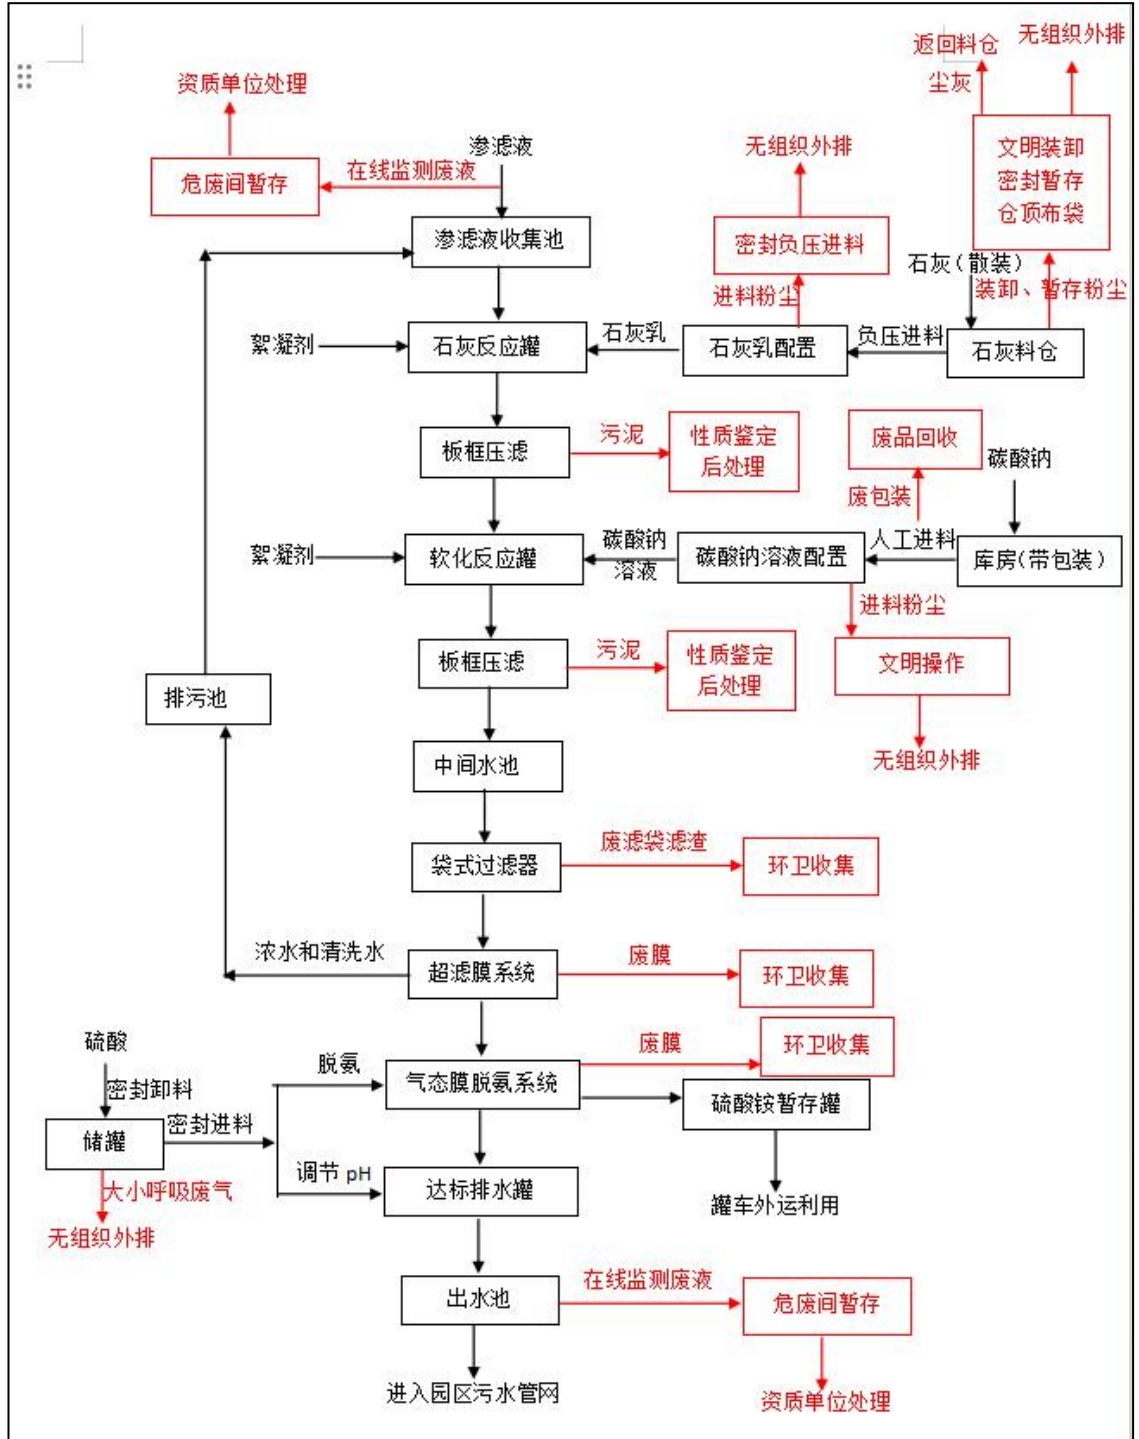 返回料仓
无组织外排
尘灰
资质单位处理
渗滤液
无组织外排
文明装卸
密封暂存
仓顶布袋
危废间暂存
在线监测废液
渗滤液收集池
密封负压进料
石灰(散装)
进料粉尘
装卸、暂存粉尘
絮凝剂
石灰反应罐
石灰乳
石灰乳配置
负压进料
石灰料仓
板框压滤
污泥
性质鉴定
后处理
废品回收
碳酸钠
废包装
絮凝剂
软化反应罐
碳酸钠
溶液
碳酸钠溶液配置
人工进料
库房(带包装)
进料粉尘
板框压滤
污泥
性质鉴定
后处理
文明操作
排污池
无组织外排
中间水池
废滤袋滤渣
袋式过滤器
环卫收集
浓水和清洗水
超滤膜系统
废膜
环卫收集
硫酸
密封卸料
脱氨
气态膜脱氨系统
废膜
环卫收集
硫酸铵暂存罐
储罐
密封进料
大小呼吸废气
调节 pH
达标排水罐
罐车外运利用
无组织外排
出水池
在线监测废液
危废间暂存
进入园区污水管网
资质单位处理